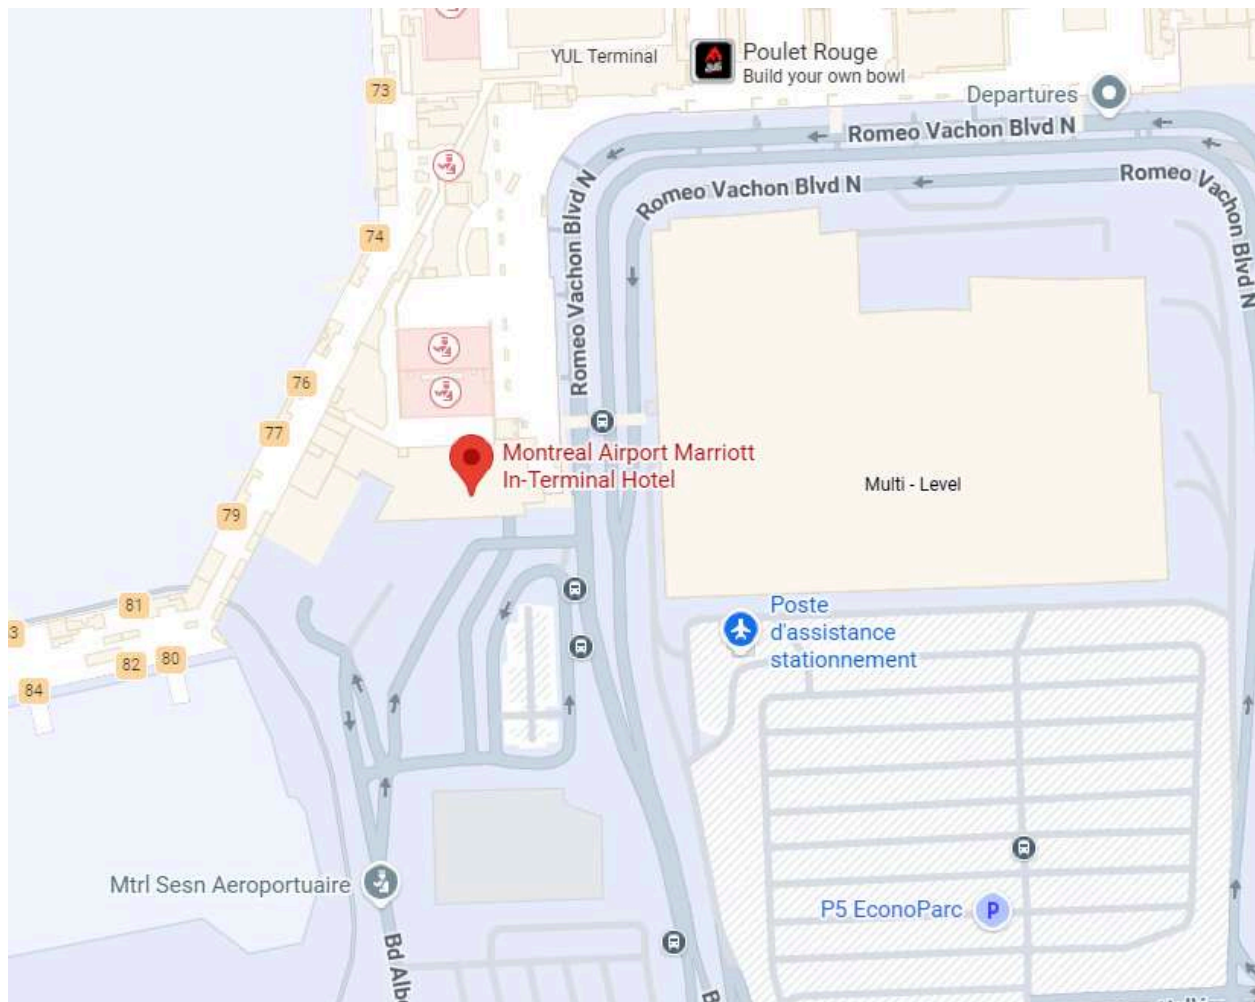 YUL Terminal
Poulet Rouge
Build your own bowl
73
Departures
Romeo Vachon Blvd N
Romeo Vachon Blvd N
Romeo Vachon Blvd N
Romeo Vachon Blvd N
74
76
77
Montreal Airport Marriott
In-Terminal Hotel
Multi - Level
79
81
3
82
80
84
Poste
d'assistance
stationnement
Mtrl Sesn Aeroportuaire
P5 EconoParc
P
Bd Albe
B